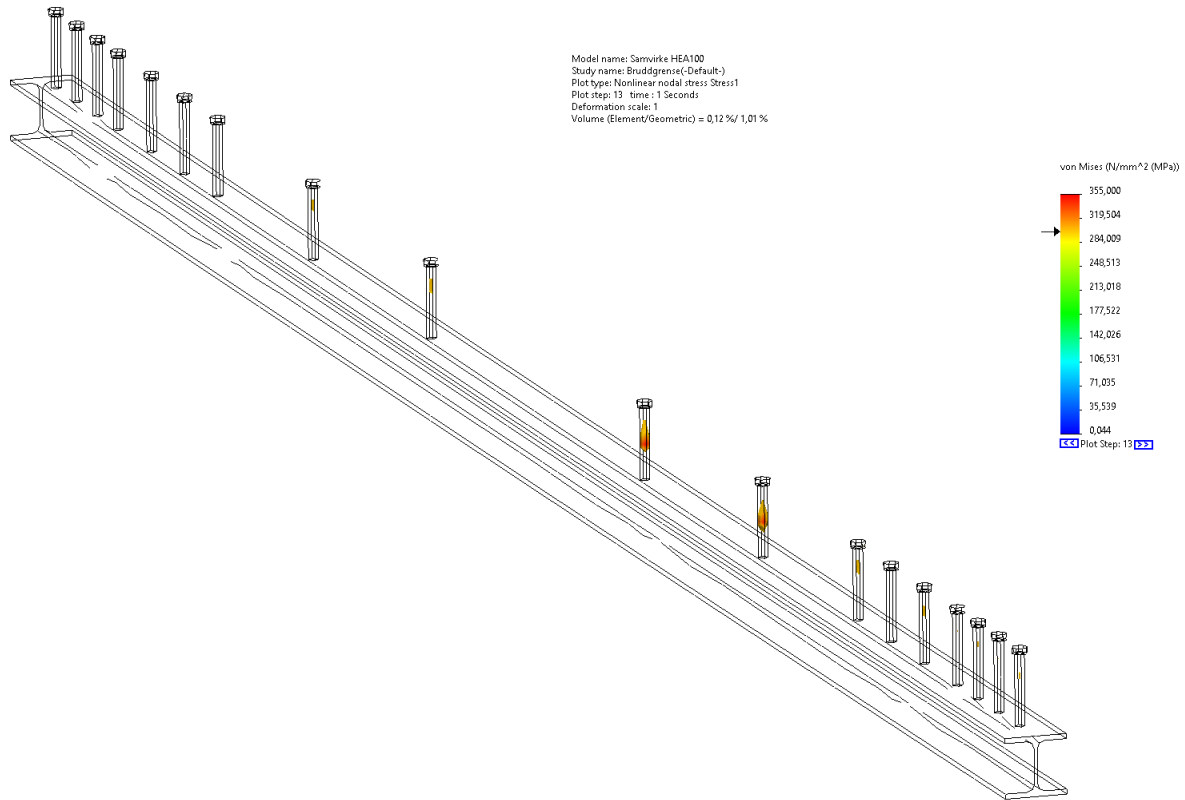 Model name: Samvirke HEA100
Study name: Bruddgrense(-Default-)
Plot type: Nonlinear nodal stress Stress1
Plot step: 13   time : 1 Seconds
Deformation scale: 1
Volume (Element/Geometric) = 0,12 %/ 1,01 %
von Mises (N/mm^2 (MPa))
355,000
319,504
284,009
248,513
213,018
177,522
142,026
106,531
71,035
35,539
0,044
<< Plot Step: 13 >>